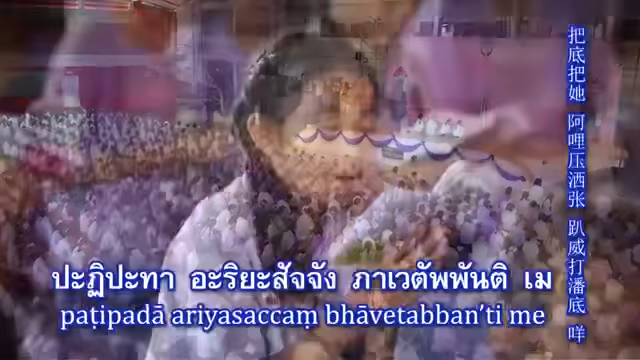 把底把她 阿哩压洒张 趴威打潘底 咩
ปะฏิปะทา อะริยะสัจจัง ภาเวตัพพันติ เม
paṭipadā ariyasaccaṃ bhāvetabban'ti me